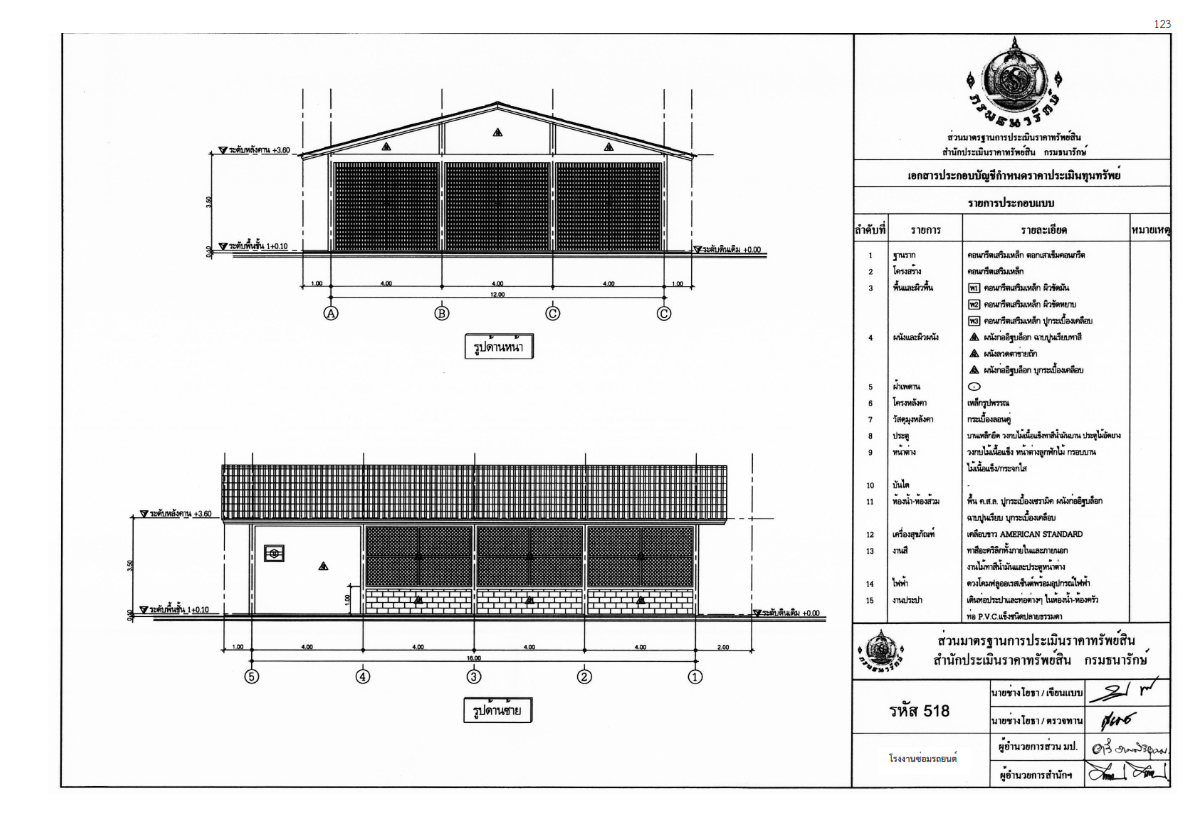 123
ระดับหลังคาน +3.60
3.50
ระดับพื้นชั้น 1+0.10
0.10
ระดับดินเดิม +0.00
1.00 4.00 4.00 4.00 1.00
12.00
A B C C
รูปด้านหน้า
ระดับหลังคาน +3.60
3.50
1.00
ระดับพื้นชั้น 1+0.10
0.10
ระดับดินเดิม +0.00
1.00 4.00 4.00 4.00 4.00 2.00
16.00
5 4 3 2 1
รูปด้านซ้าย
กรมธนารักษ์
ส่วนมาตรฐานการประเมินราคาทรัพย์สิน
สำนักประเมินราคาทรัพย์สิน กรมธนารักษ์
เอกสารประกอบบัญชีกำหนดราคาประเมินทุนทรัพย์
รายการประกอบแบบ
ลำดับที่ รายการ รายละเอียด หมายเหตุ
1 ฐานราก คอนกรีตเสริมเหล็ก ตอกเสาเข็มคอนกรีต
2 โครงสร้าง คอนกรีตเสริมเหล็ก
3 พื้นและผิวพื้น พ1 คอนกรีตเสริมเหล็ก ผิวขัดมัน
พ2 คอนกรีตเสริมเหล็ก ผิวขัดหยาบ
พ3 คอนกรีตเสริมเหล็ก ปูกระเบื้องเคลือบ
4 ผนังและผิวผนัง ผนังก่ออิฐบล็อก ฉาบปูนเรียบทาสี
ผนังลวดตาข่ายถัก
ผนังก่ออิฐบล็อก บุกระเบื้องเคลือบ
5 ฝ้าเพดาน -
6 โครงหลังคา เหล็กรูปพรรณ
7 วัสดุมุงหลังคา กระเบื้องลอนคู่
8 ประตู บานเหล็กยืด วงกบไม้เนื้อแข็งทาสีน้ำมันบาน ประตูไม้อัดยาง
9 หน้าต่าง วงกบไม้เนื้อแข็ง หน้าต่างลูกฟักไม้ กรอบบาน
ไม้เนื้อแข็ง/กระจกใส
10 บันได -
11 ห้องน้ำ-ห้องส้วม พื้น ค.ส.ล. ปูกระเบื้องเซรามิค ผนังก่ออิฐบล็อก
ฉาบปูนเรียบ บุกระเบื้องเคลือบ
12 เครื่องสุขภัณฑ์ เคลือบขาว AMERICAN STANDARD
13 งานสี ทาสีอะครีลิคทั้งภายในและภายนอก
งานไม้ทาสีน้ำมันและประตูหน้าต่าง
14 ไฟฟ้า ดวงโคมฟลูออเรสเซ็นต์พร้อมอุปกรณ์ไฟฟ้า
15 งานประปา เดินท่อประปาและท่อต่างๆ ในห้องน้ำ-ห้องครัว
ท่อ P.V.C.แข็งชนิดปลายธรรมดา
กรมธนารักษ์
ส่วนมาตรฐานการประเมินราคาทรัพย์สิน
สำนักประเมินราคาทรัพย์สิน กรมธนารักษ์
รหัส 518
โรงงานซ่อมรถยนต์
นายช่างโยธา / เขียนแบบ
นายช่างโยธา / ตรวจทาน
ผู้อำนวยการส่วน มป.
ผู้อำนวยการสำนักฯ